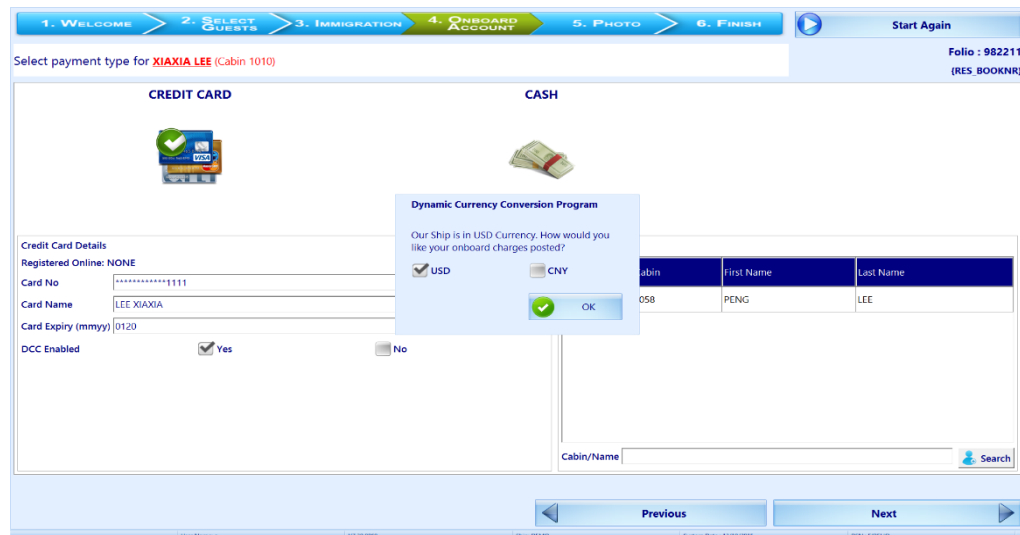 1. WELCOME
2. SELECT GUESTS
3. IMMIGRATION
4. ONBOARD ACCOUNT
5. PHOTO
6. FINISH
Start Again
Folio : 982211
Select payment type for XIAXIA LEE (Cabin 1010)
{RES_BOOKNR}
CREDIT CARD
CASH
VISA
Dynamic Currency Conversion Program
Our Ship is in USD Currency. How would you
like your onboard charges posted?
USD
CNY
OK
Credit Card Details
Registered Online: NONE
Card No
************1111
Card Name
LEE XIAXIA
Card Expiry (mmyy)
0120
DCC Enabled
Yes
No
abin
First Name
Last Name
058
PENG
LEE
Cabin/Name
Search
Previous
Next